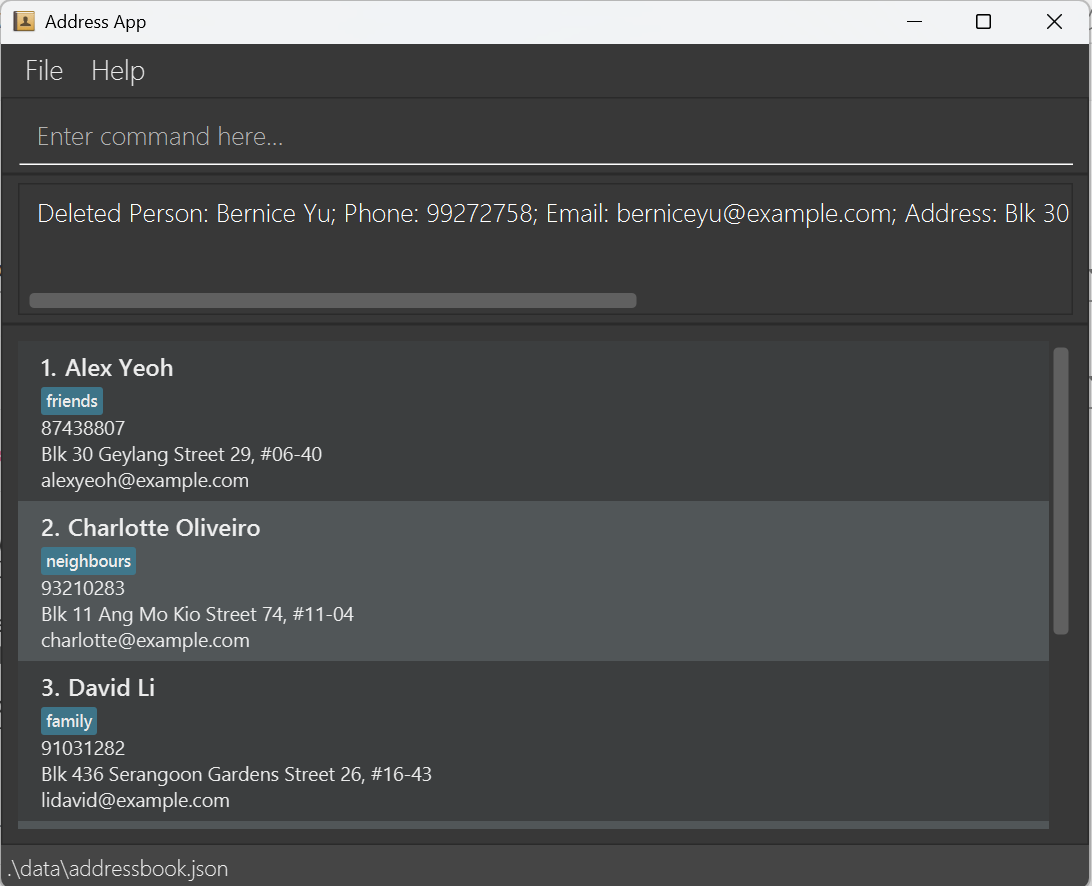 Address App
File Help
Enter command here...
Deleted Person: Bernice Yu; Phone: 99272758; Email: berniceyu@example.com; Address: Blk 30
1. Alex Yeoh
friends
87438807
Blk 30 Geylang Street 29, #06-40
alexyeoh@example.com
2. Charlotte Oliveiro
neighbours
93210283
Blk 11 Ang Mo Kio Street 74, #11-04
charlotte@example.com
3. David Li
family
91031282
Blk 436 Serangoon Gardens Street 26, #16-43
lidavid@example.com
.\data\addressbook.json